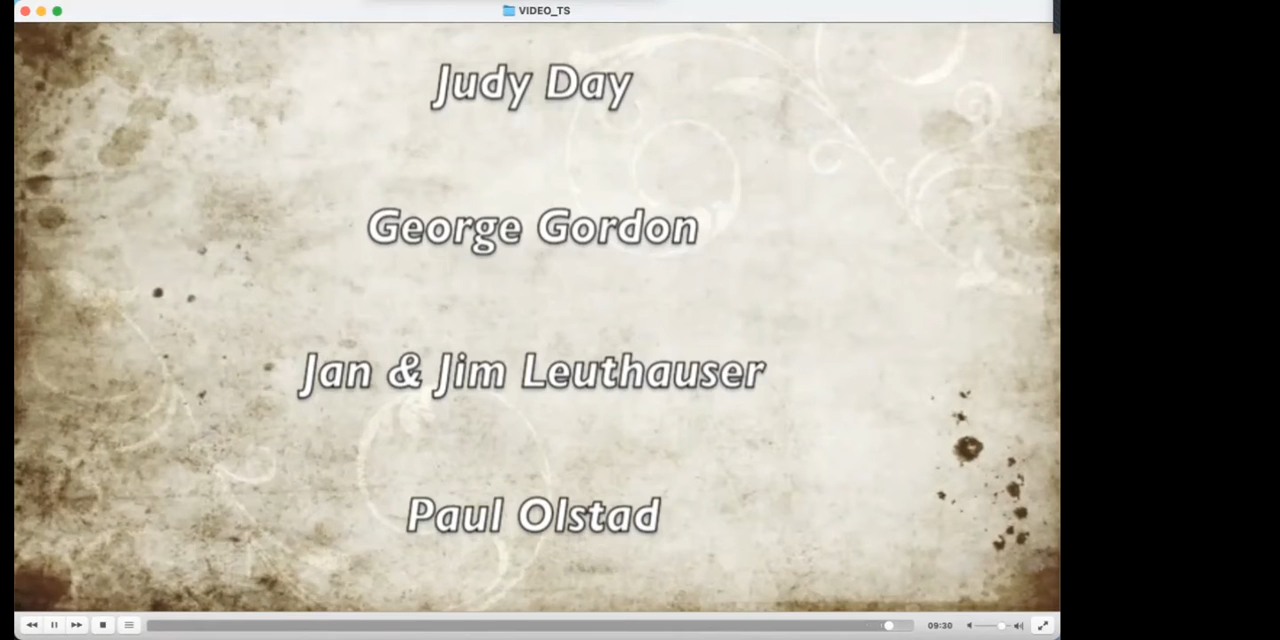 VIDEO_TS
Judy Day
George Gordon
Jan & Jim Leuthauser
Paul Olstad
09:30